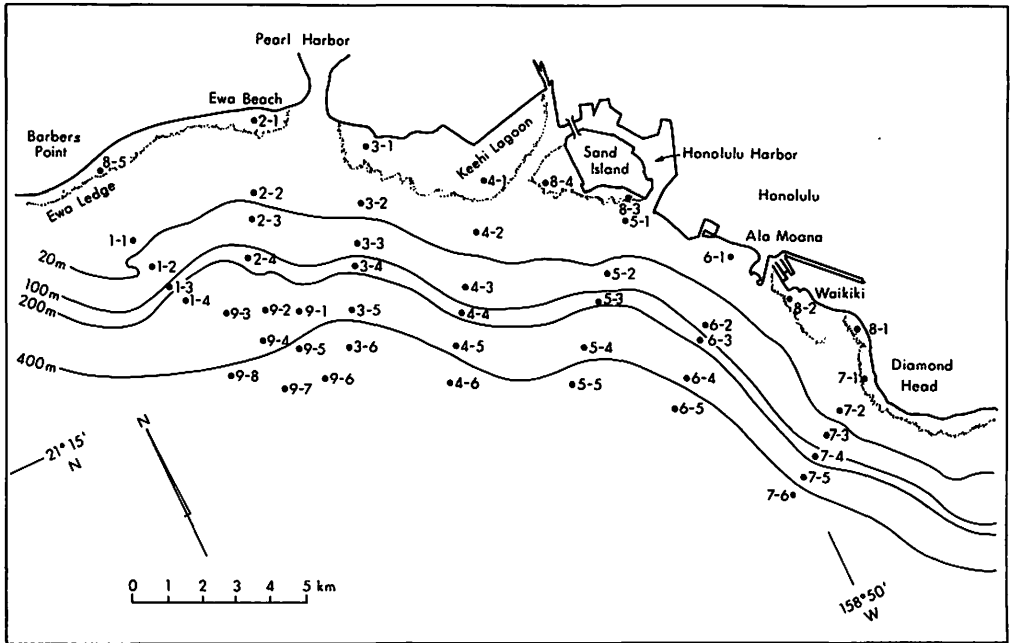 Pearl Harbor
Ewa Beach
2-1
Barbers
Point
8-5
Ewa Ledge
3-1
Keehi Lagoon
4-1
Sand
Island
Honolulu Harbor
8-4
8-3
5-1
Honolulu
Ala Moana
6-1
Waikiki
8-2
8-1
Diamond
Head
7-1
7-2
7-3
7-4
7-5
7-6
1-1
1-2
1-3
1-4
2-2
2-3
2-4
3-2
3-3
3-4
3-5
3-6
4-2
4-3
4-4
4-5
4-6
5-2
5-3
5-4
5-5
6-2
6-3
6-4
6-5
9-3
9-2
9-1
9-4
9-5
9-8
9-7
9-6
20m
100m
200m
400m
21°15'
N
N
0 1 2 3 4 5 km
158°50'
W